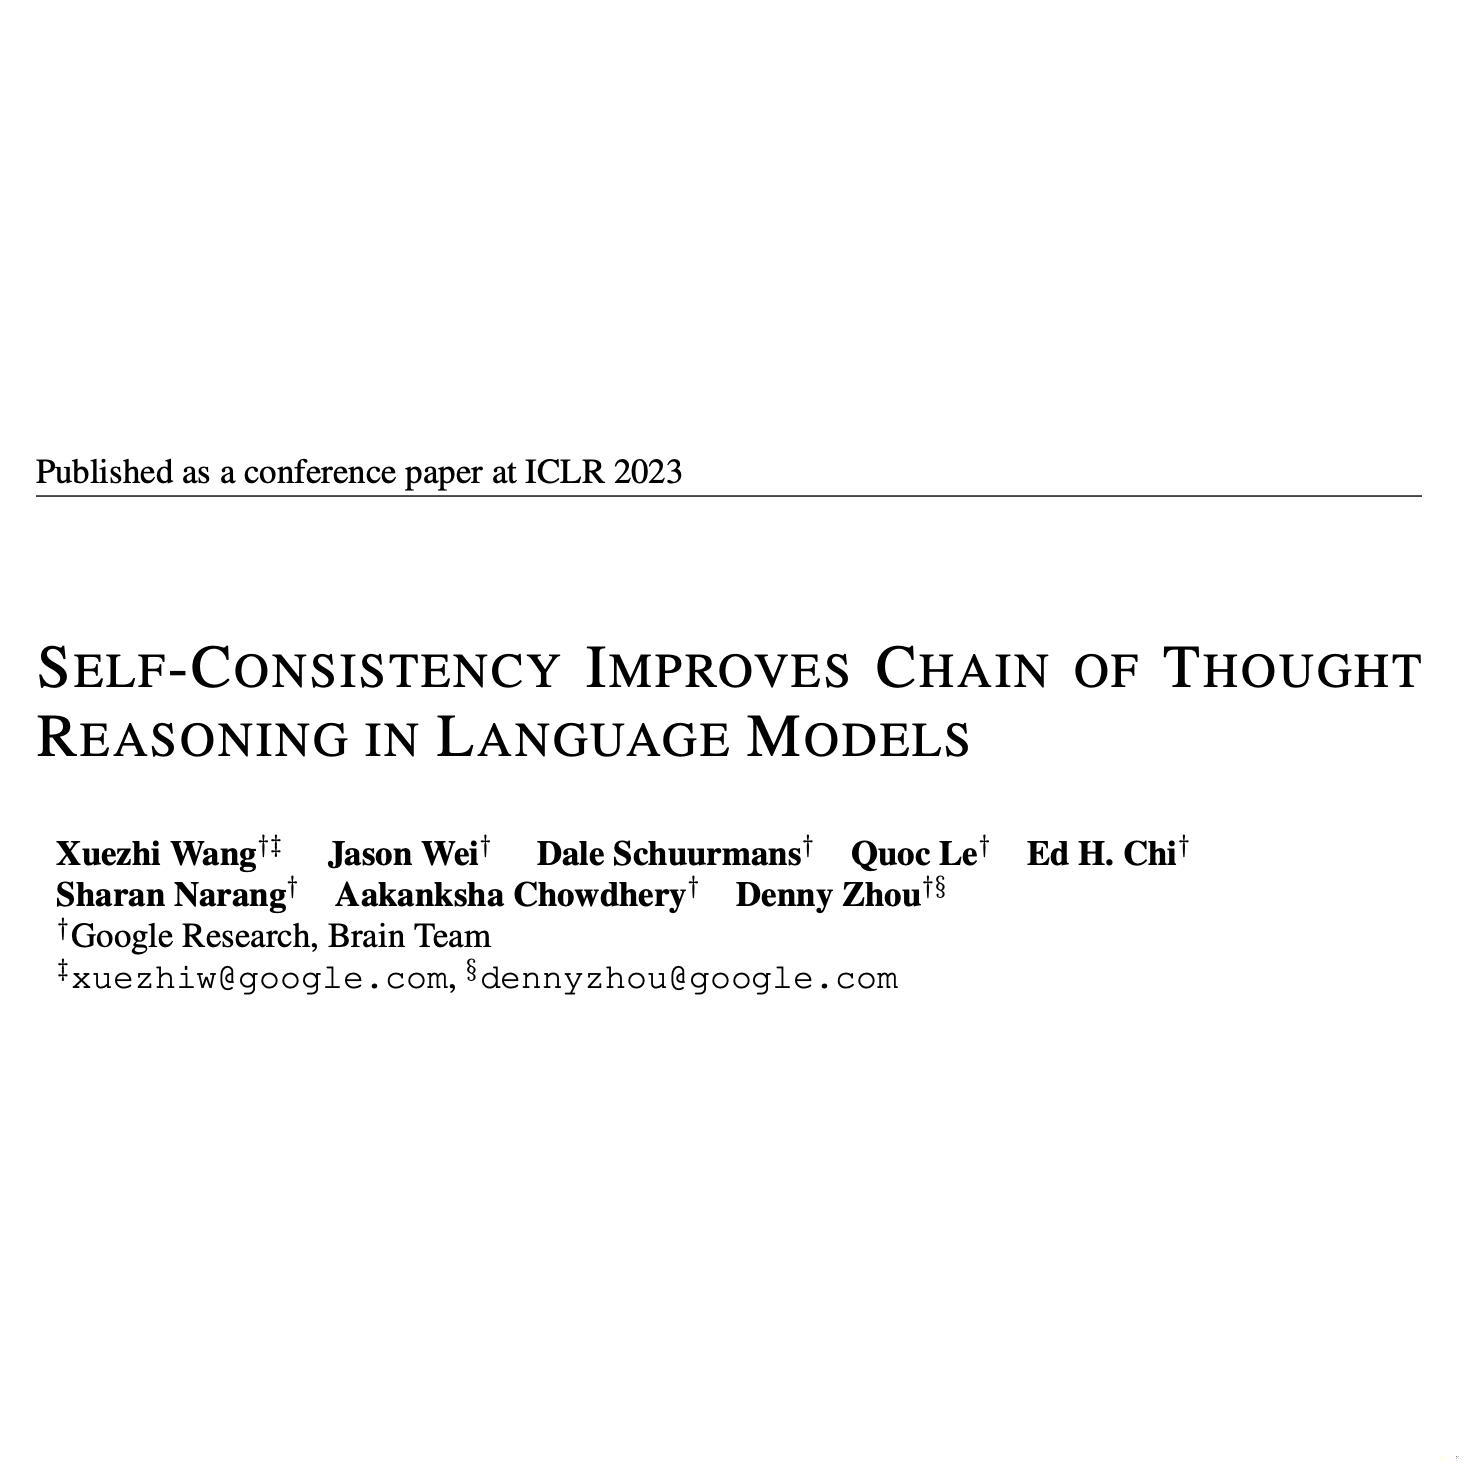 Published as a conference paper at ICLR 2023
SELF-CONSISTENCY IMPROVES CHAIN OF THOUGHT
REASONING IN LANGUAGE MODELS
Xuezhi Wang†‡ Jason Wei† Dale Schuurmans† Quoc Le† Ed H. Chi†
Sharan Narang† Aakanksha Chowdhery† Denny Zhou†§
†Google Research, Brain Team
‡xuezhiw@google.com, §dennyzhou@google.com